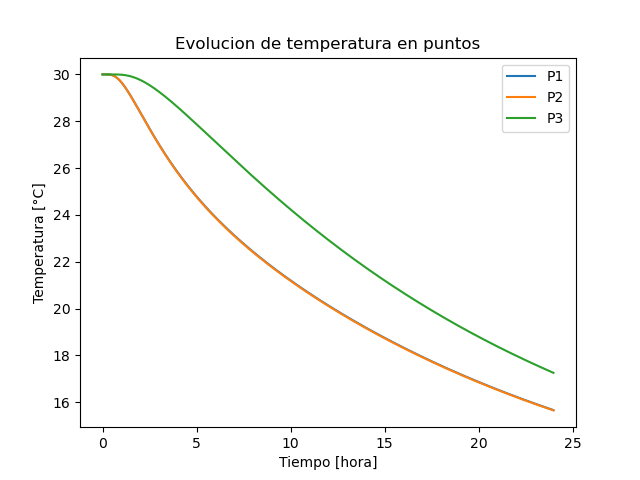 Evolucion de temperatura en puntos
P1
P2
P3
Temperatura [°C]
30
28
26
24
22
20
18
16
0 5 10 15 20 25
Tiempo [hora]